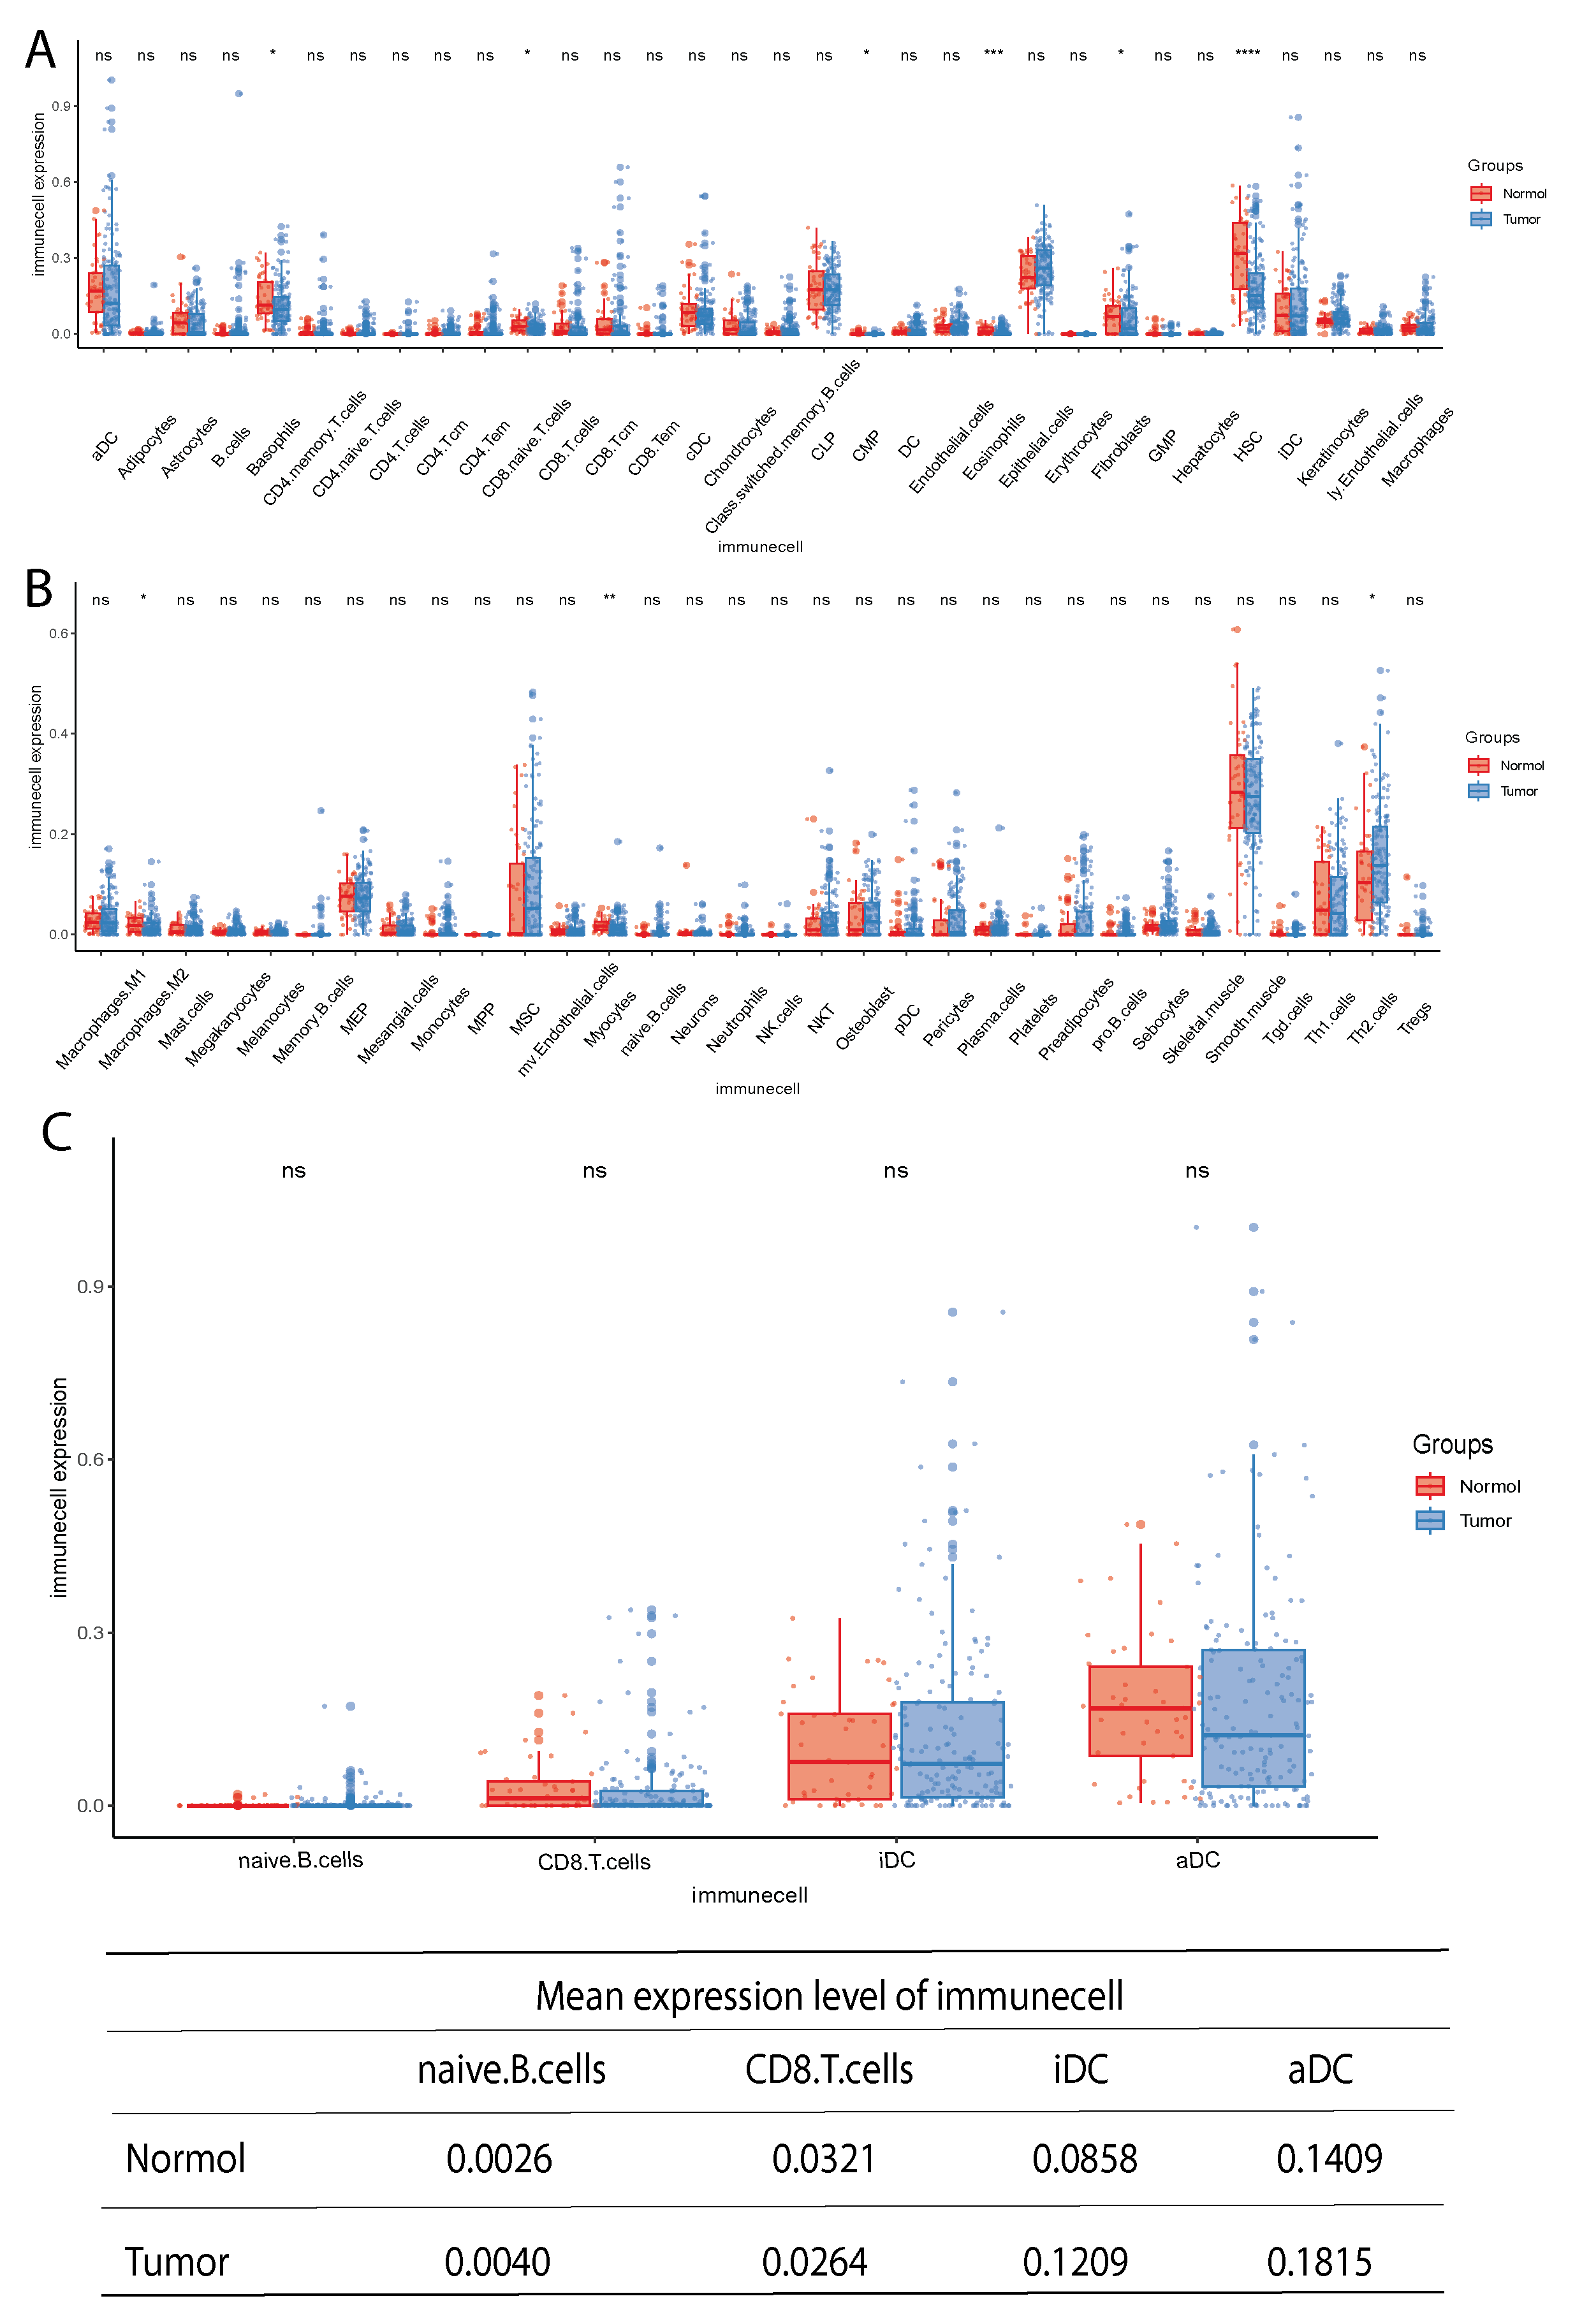 A
ns ns ns ns * ns ns ns ns ns * ns ns ns ns ns ns ns * ns ns *** ns ns * ns ns **** ns ns ns ns
immunecell expression
0.9
0.6
0.3
0.0
Groups
Normol
Tumor
aDC Adipocytes Astrocytes B.cells Basophils CD4.memory.T.cells CD4.naive.T.cells CD4.T.cells CD4.Tcm CD4.Tem CD8.naive.T.cells CD8.T.cells CD8.Tcm CD8.Tem cDC Chondrocytes Class.switched.memory.B.cells CLP CMP DC Endothelial.cells Eosinophils Epithelial.cells Erythrocytes Fibroblasts GMP Hepatocytes HSC iDC Keratinocytes ly.Endothelial.cells Macrophages
immunecell
B
ns * ns ns ns ns ns ns ns ns ns ns ** ns ns ns ns ns ns ns ns ns ns ns ns ns ns ns ns ns * ns
immunecell expression
0.6
0.4
0.2
0.0
Groups
Normol
Tumor
Macrophages.M1 Macrophages.M2 Mast.cells Megakaryocytes Melanocytes Memory.B.cells MEP Mesangial.cells Monocytes MPP MSC mv.Endothelial.cells Myocytes naive.B.cells Neurons Neutrophils NK.cells NKT Osteoblast pDC Pericytes Plasma.cells Platelets Preadipocytes pro.B.cells Sebocytes Skeletal.muscle Smooth.muscle Tgd.cells Th1.cells Th2.cells Tregs
immunecell
C
ns ns ns ns
immunecell expression
0.9
0.6
0.3
0.0
Groups
Normol
Tumor
naive.B.cells CD8.T.cells iDC aDC
immunecell
Mean expression level of immunecell
naive.B.cells CD8.T.cells iDC aDC
Normol 0.0026 0.0321 0.0858 0.1409
Tumor 0.0040 0.0264 0.1209 0.1815